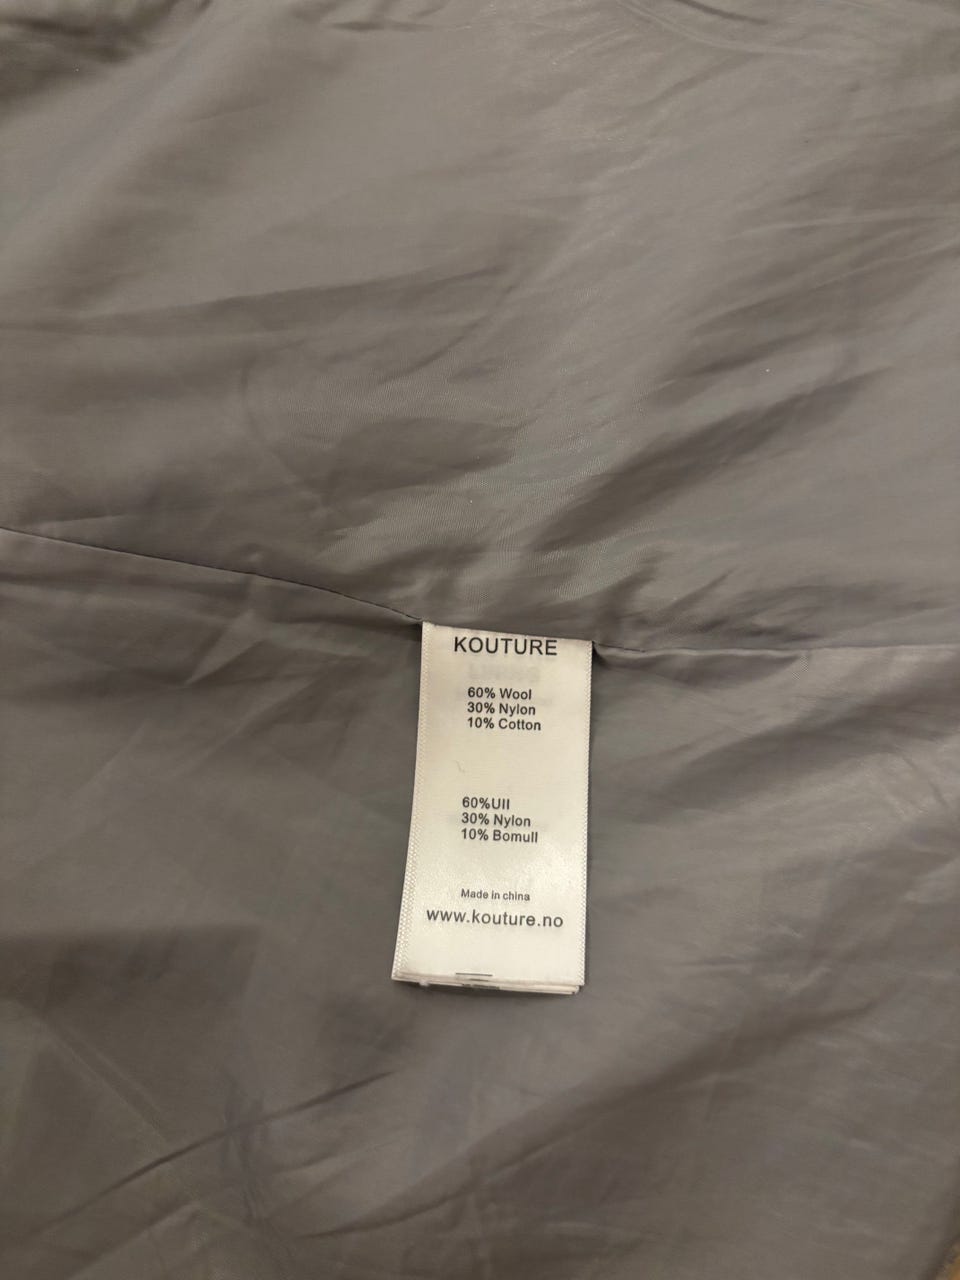 KOUTURE
60% Wool
30% Nylon
10% Cotton
60%Ull
30% Nylon
10% Bomull
Made in china
www.kouture.no